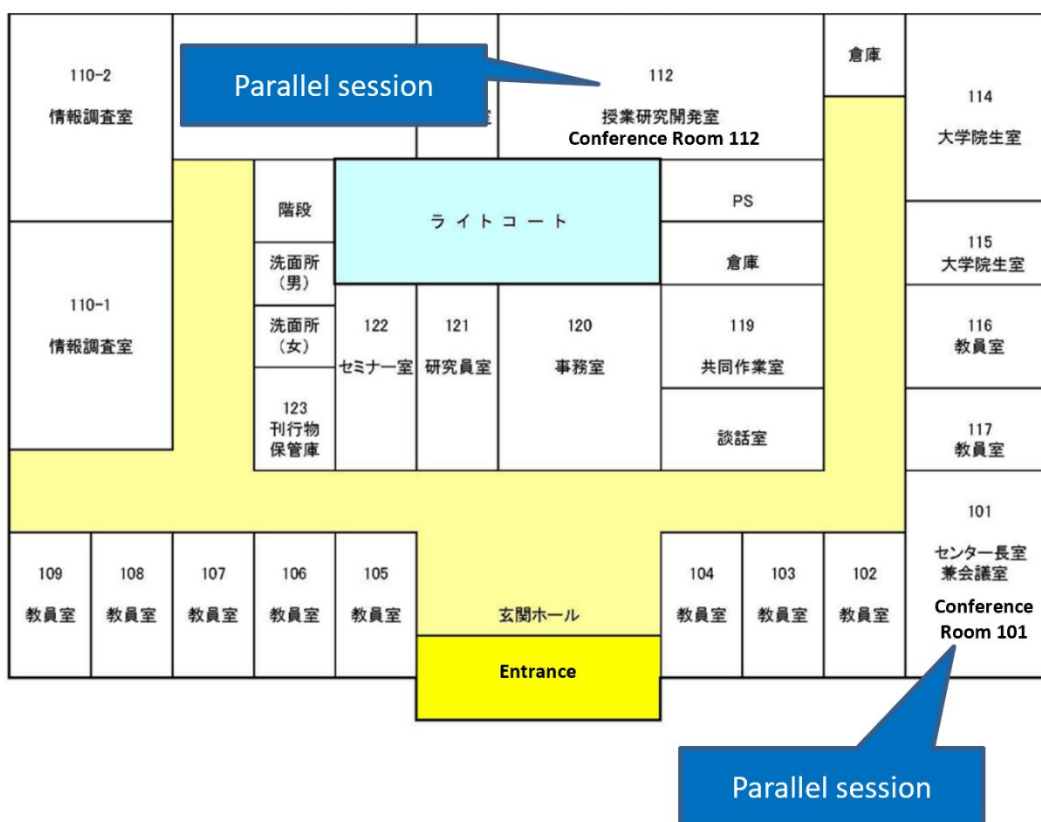 110-2
情報調査室
Parallel session
室
112
授業研究開発室
Conference Room 112
倉庫
114
大学院生室
階段
ライトコート
PS
倉庫
115
大学院生室
洗面所
(男)
洗面所
(女)
110-1
情報調査室
122
セミナー室
121
研究員室
120
事務室
119
共同作業室
116
教員室
123
刊行物
保管庫
談話室
117
教員室
101
センター長室
兼会議室
Conference
Room 101
109
教員室
108
教員室
107
教員室
106
教員室
105
教員室
玄関ホール
104
教員室
103
教員室
102
教員室
Entrance
Parallel session